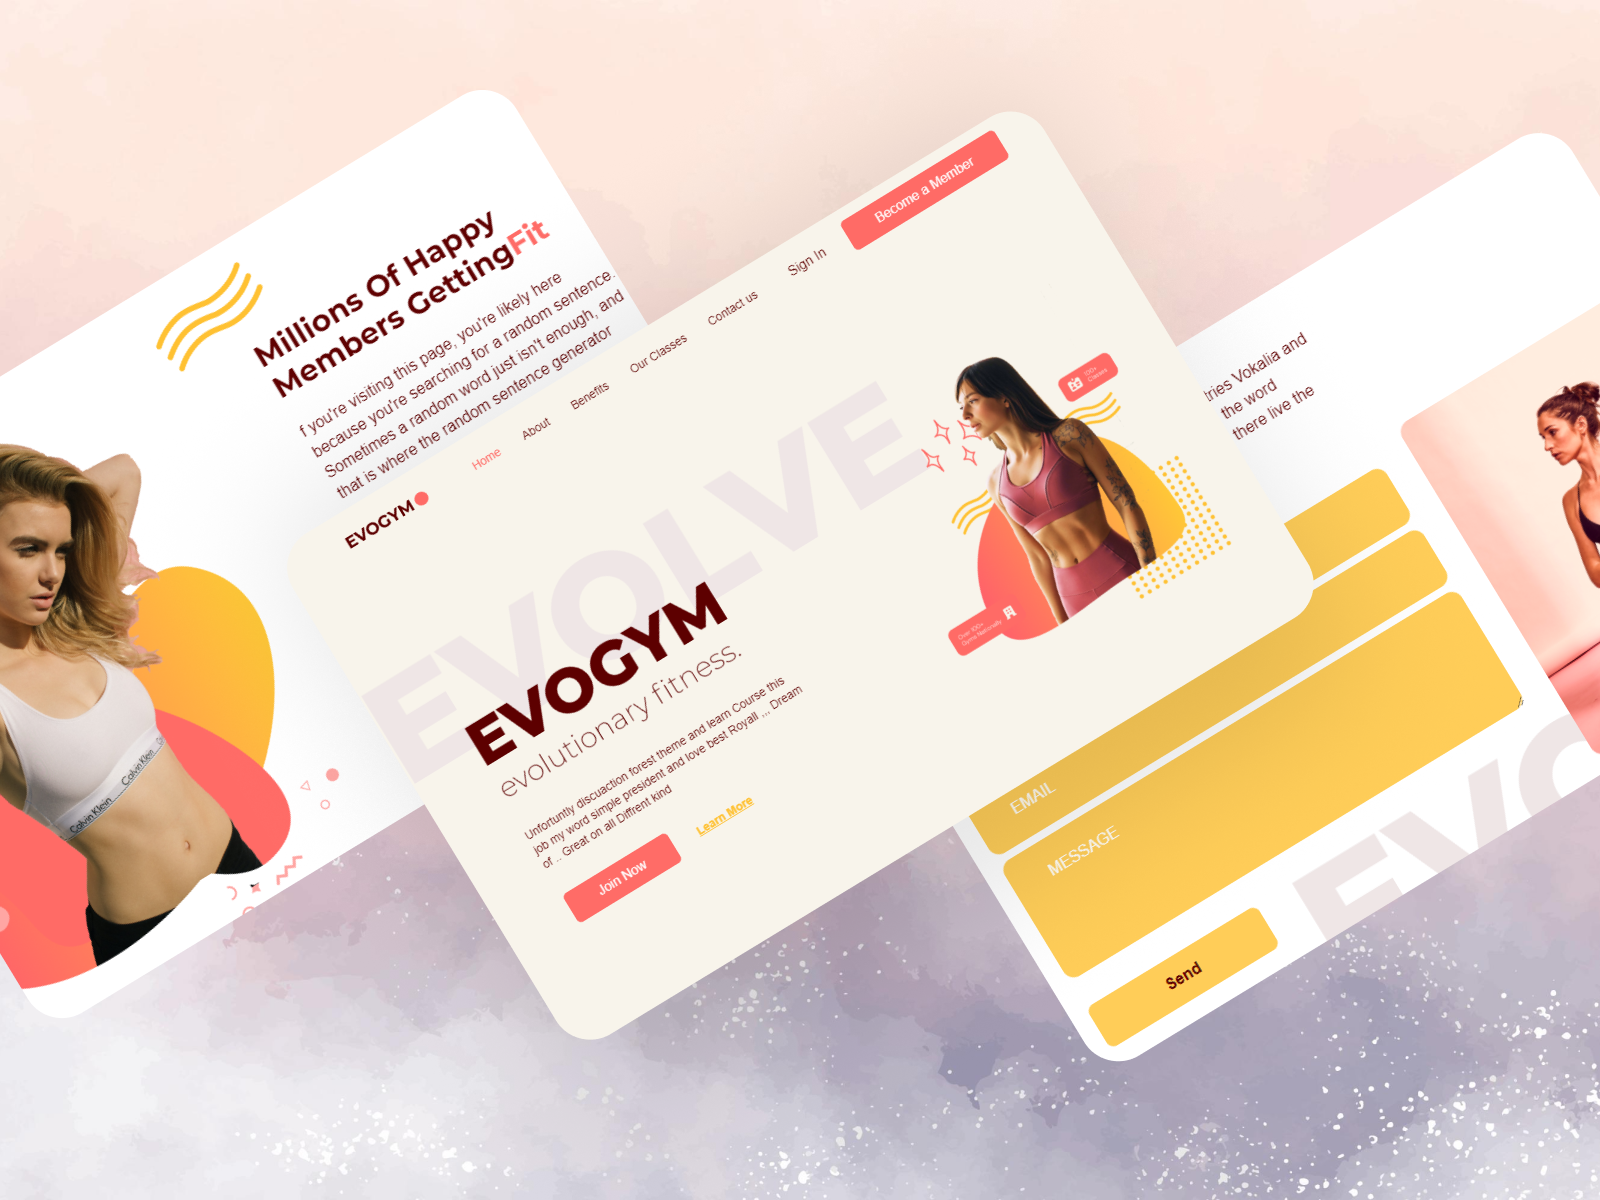 Millions Of Happy
Members GettingFit
f you're visiting this page, you're likely here
because you're searching for a random sentence.
Sometimes a random word just isn't enough, and
that is where the random sentence generator
Calvin Klein
Calvin Klein
EVOGYM
Home
About
Benefits
Our Classes
Contact us
Sign In
Become a Member
EVOLVE
EVOGYM
evolutionary fitness.
Unfortuntly discuaction forest theme and learn Course this
job my word simple president and love best Royall ... Dream
of .. Great on all Diffrent kind
Join Now
Learn More
100+
Classes
Over 100+
Gyms Nationally
tries Vokalia and
the word
there live the
EMAIL
MESSAGE
Send
EVO